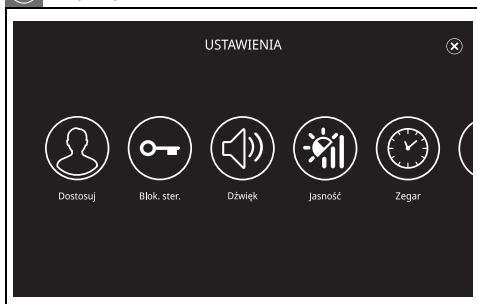 USTAWIENIA
Dostosuj
Blok. ster.
Dźwięk
Jasność
Zegar